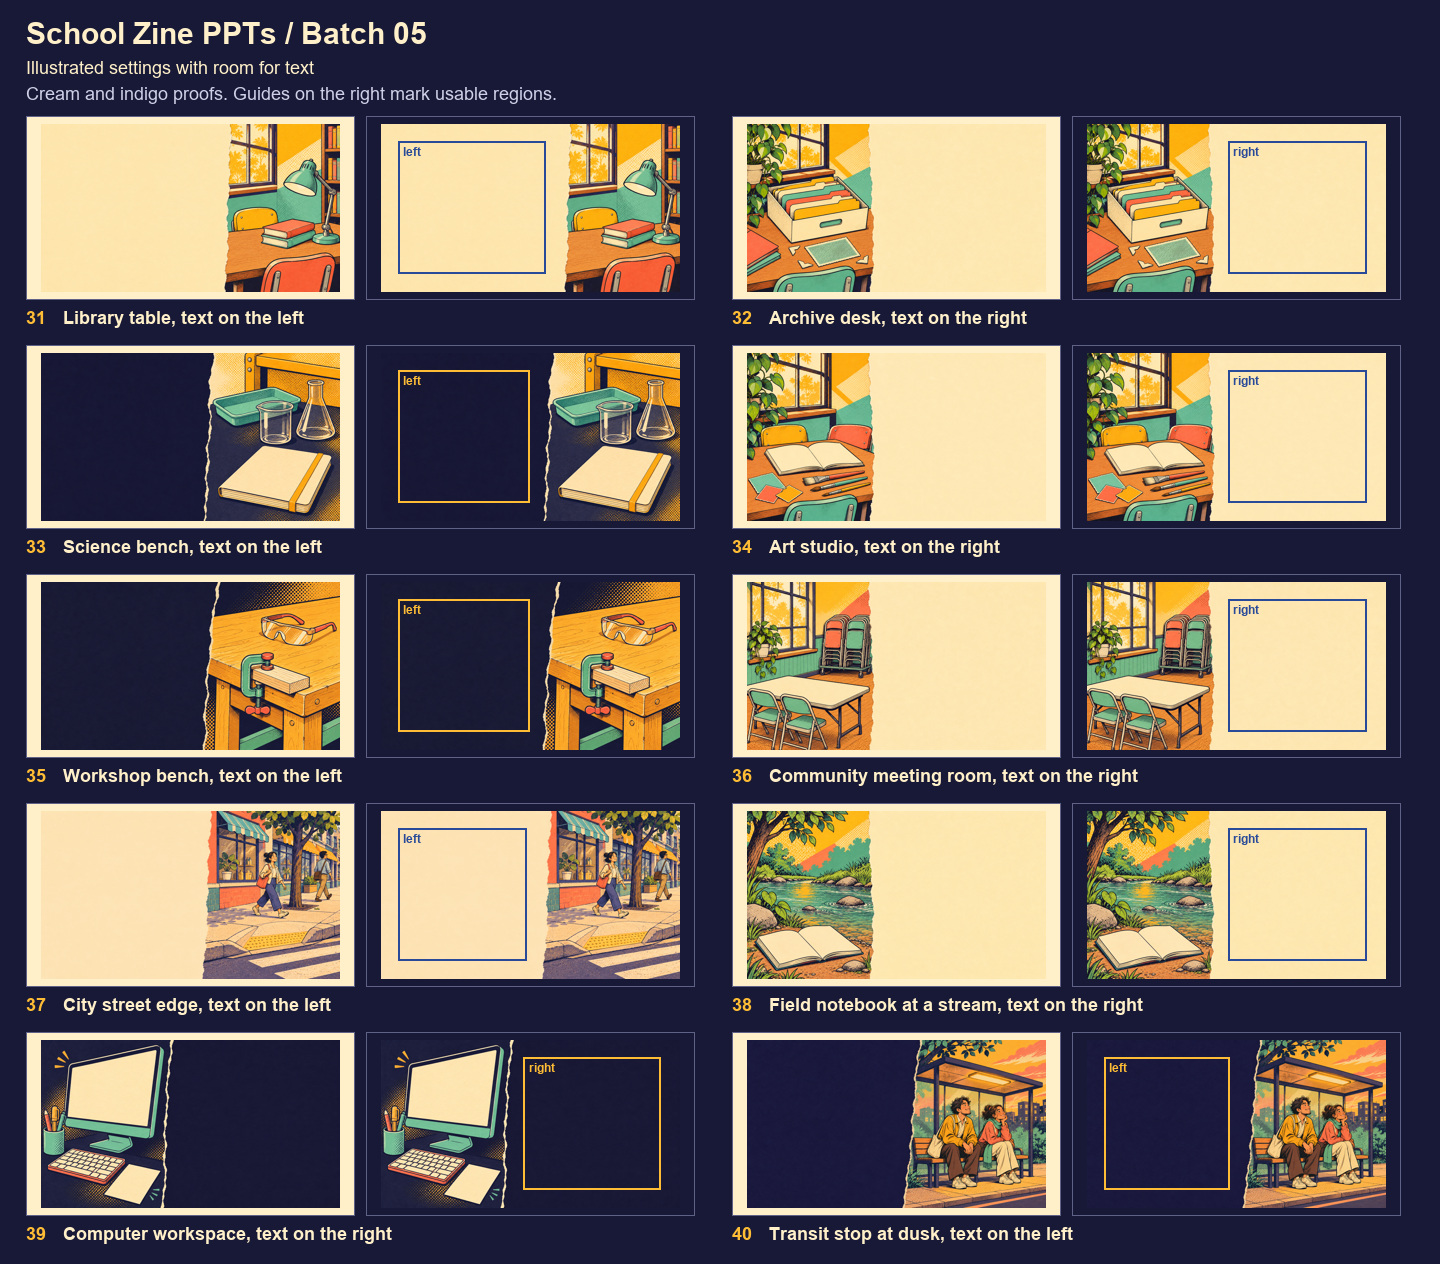 School Zine PPTs / Batch 05
Illustrated settings with room for text
Cream and indigo proofs. Guides on the right mark usable regions.
left
right
31 Library table, text on the left
32 Archive desk, text on the right
left
right
33 Science bench, text on the left
34 Art studio, text on the right
left
right
35 Workshop bench, text on the left
36 Community meeting room, text on the right
left
right
37 City street edge, text on the left
38 Field notebook at a stream, text on the right
right
left
39 Computer workspace, text on the right
40 Transit stop at dusk, text on the left